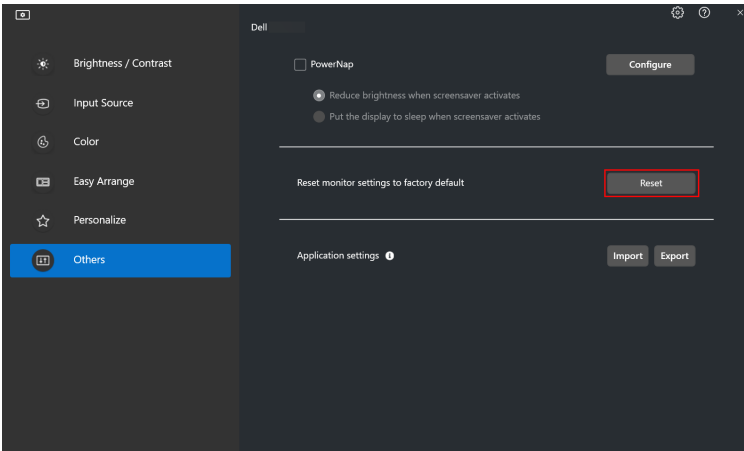 Dell
Brightness / Contrast
Input Source
Color
Easy Arrange
Personalize
Others
PowerNap
Configure
Reduce brightness when screensaver activates
Put the display to sleep when screensaver activates
Reset monitor settings to factory default
Reset
Application settings
Import
Export